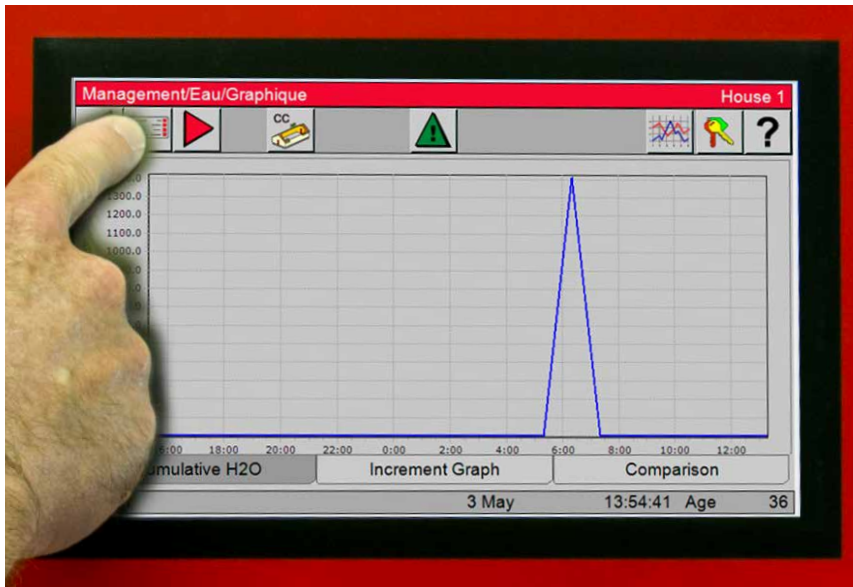 Management/Eau/Graphique House 1
CC
?
1300.0
1200.0
1100.0
1000.0
18:00 20:00 22:00 0:00 2:00 4:00 6:00 8:00 10:00 12:00
H2O Increment Graph Comparison
3 May 13:54:41 Age 36